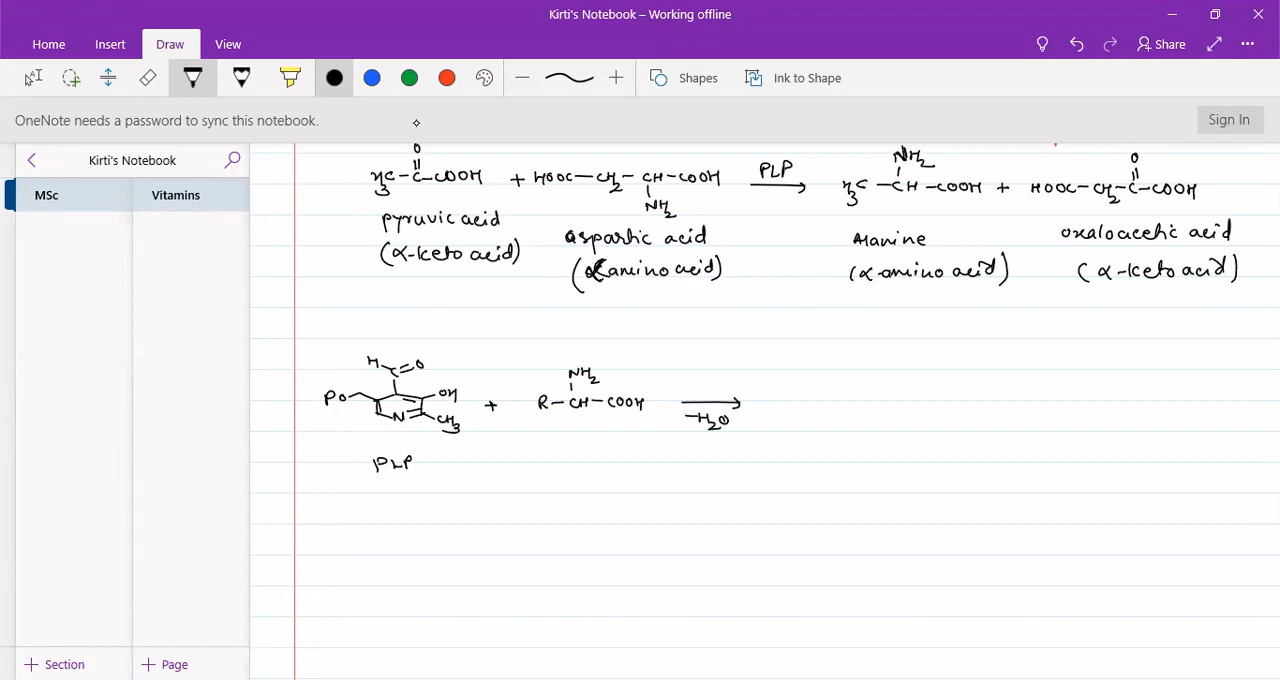 Kirti's Notebook – Working offline
Home Insert Draw View
Share
Shapes Ink to Shape
OneNote needs a password to sync this notebook.
Sign In
Kirti's Notebook
MSc Vitamins
O NH2 O
H3C–C–COOH + HOOC–CH2–CH–COOH PLP H3C–CH–COOH + HOOC–CH2–C–COOH
NH2
pyruvic acid aspartic acid Alanine oxaloacetic acid
(α-keto acid) (α amino acid) (α-amino acid) (α-keto acid)
H C=O NH2
PO OH + R–CH–COOH
N CH3 –H2O
PLP
+ Section + Page